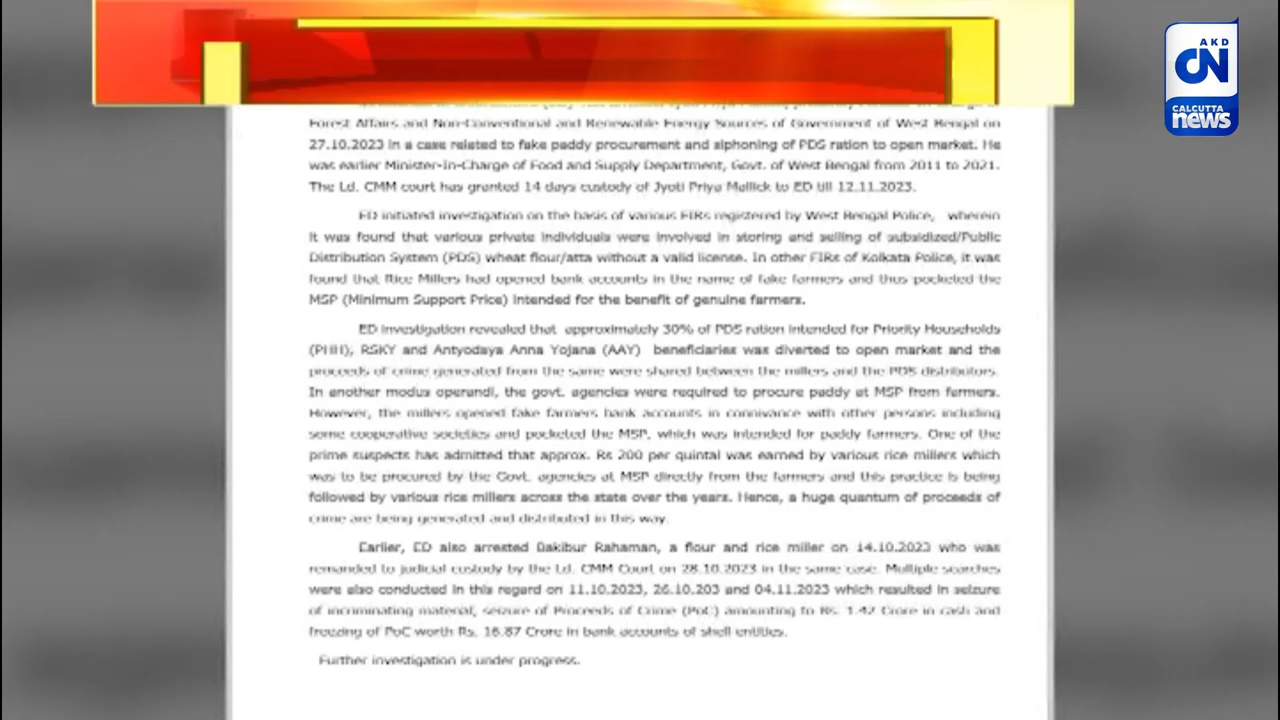 AKD
CN
CALCUTTA
news
Forest Affairs and Non-Conventional and Renewable Energy Sources of Government of West Bengal on
27.10.2023 in a case related to fake paddy procurement and siphoning of PDS ration to open market. He
was earlier Minister-In-Charge of Food and Supply Department, Govt. of West Bengal from 2011 to 2021.
The Ld. CMM court has granted 14 days custody of Jyoti Priya Mallick to ED till 12.11.2023.
ED initiated investigation on the basis of various FIRs registered by West Bengal Police, wherein
it was found that various private individuals were involved in storing and selling of subsidized/Public
Distribution System (PDS) wheat flour/atta without a valid license. In other FIRs of Kolkata Police, it was
found that Rice Millers had opened bank accounts in the name of fake farmers and thus pocketed the
MSP (Minimum Support Price) intended for the benefit of genuine farmers.
ED investigation revealed that approximately 30% of PDS ration intended for Priority Households
(PHH), RSKY and Antyodaya Anna Yojana (AAY) beneficiaries was diverted to open market and the
proceeds of crime generated from the same were shared between the millers and the PDS distributors.
In another modus operandi, the govt. agencies were required to procure paddy at MSP from farmers.
However, the millers opened fake farmers bank accounts in connivance with other persons including
some cooperative societies and pocketed the MSP, which was intended for paddy farmers. One of the
prime suspects has admitted that approx. Rs 200 per quintal was earned by various rice millers which
was to be procured by the Govt. agencies at MSP directly from the farmers and this practice is being
followed by various rice millers across the state over the years. Hence, a huge quantum of proceeds of
crime are being generated and distributed in this way.
Earlier, ED also arrested Bakibur Rahaman, a flour and rice miller on 14.10.2023 who was
remanded to judicial custody by the Ld. CMM Court on 28.10.2023 in the same case. Multiple searches
were also conducted in this regard on 11.10.2023, 26.10.203 and 04.11.2023 which resulted in seizure
of incriminating material, seizure of Proceeds of Crime (PoC) amounting to Rs. 1.42 Crore in cash and
freezing of PoC worth Rs. 16.87 Crore in bank accounts of shell entities.
Further investigation is under progress.